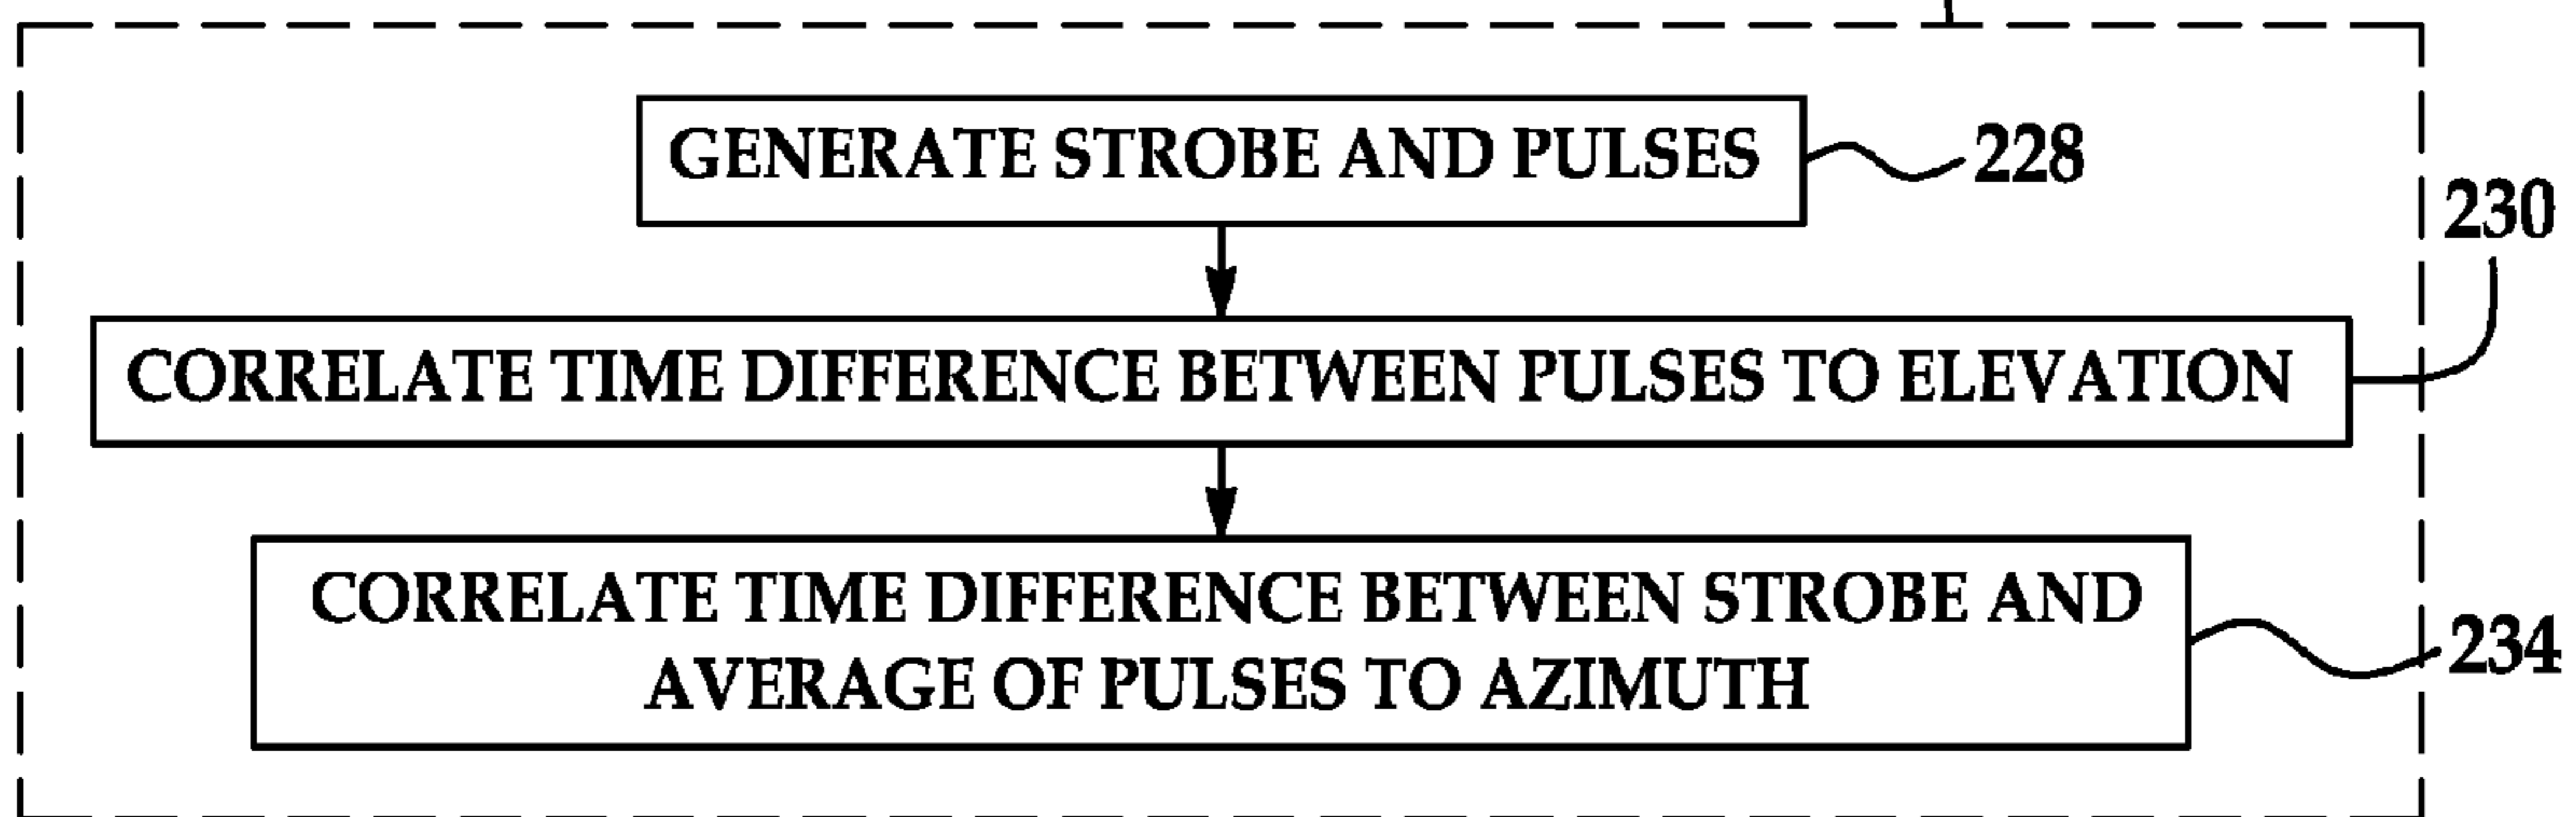 GENERATE STROBE AND PULSES
228
230
CORRELATE TIME DIFFERENCE BETWEEN PULSES TO ELEVATION
CORRELATE TIME DIFFERENCE BETWEEN STROBE AND
AVERAGE OF PULSES TO AZIMUTH
234